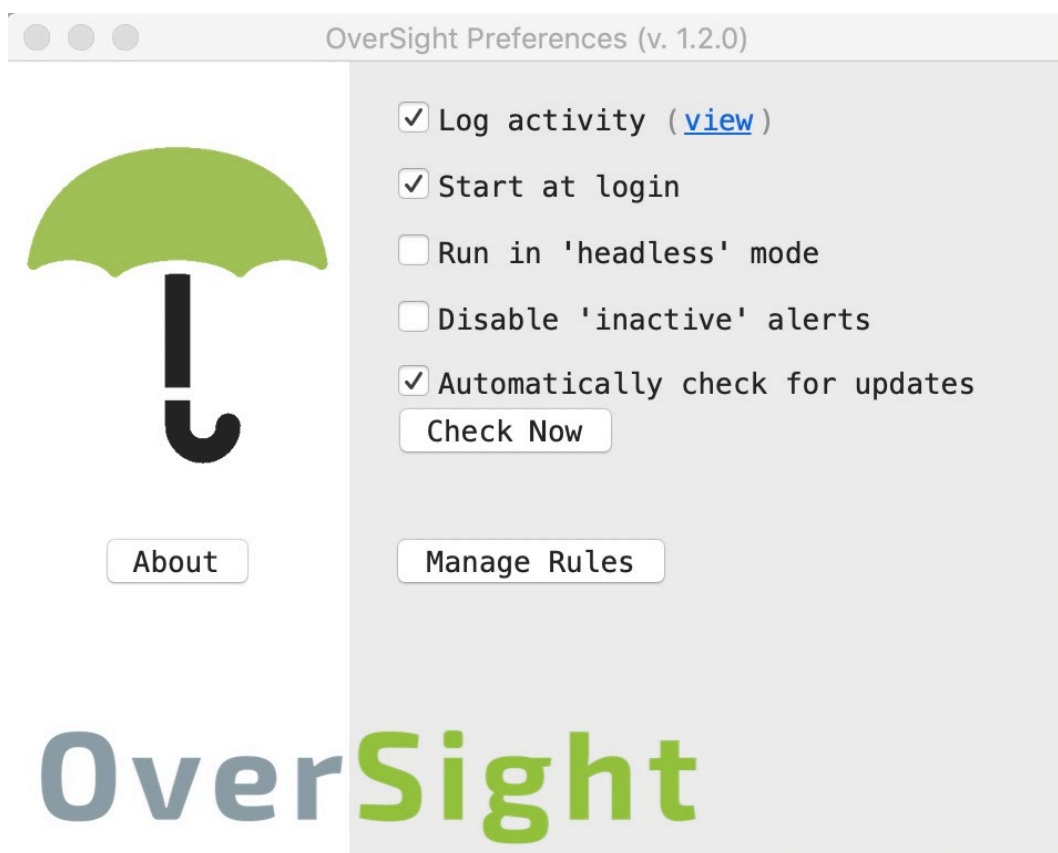 OverSight Preferences (v. 1.2.0)
Log activity (view)
Start at login
Run in 'headless' mode
Disable 'inactive' alerts
Automatically check for updates
Check Now
About
Manage Rules
OverSight